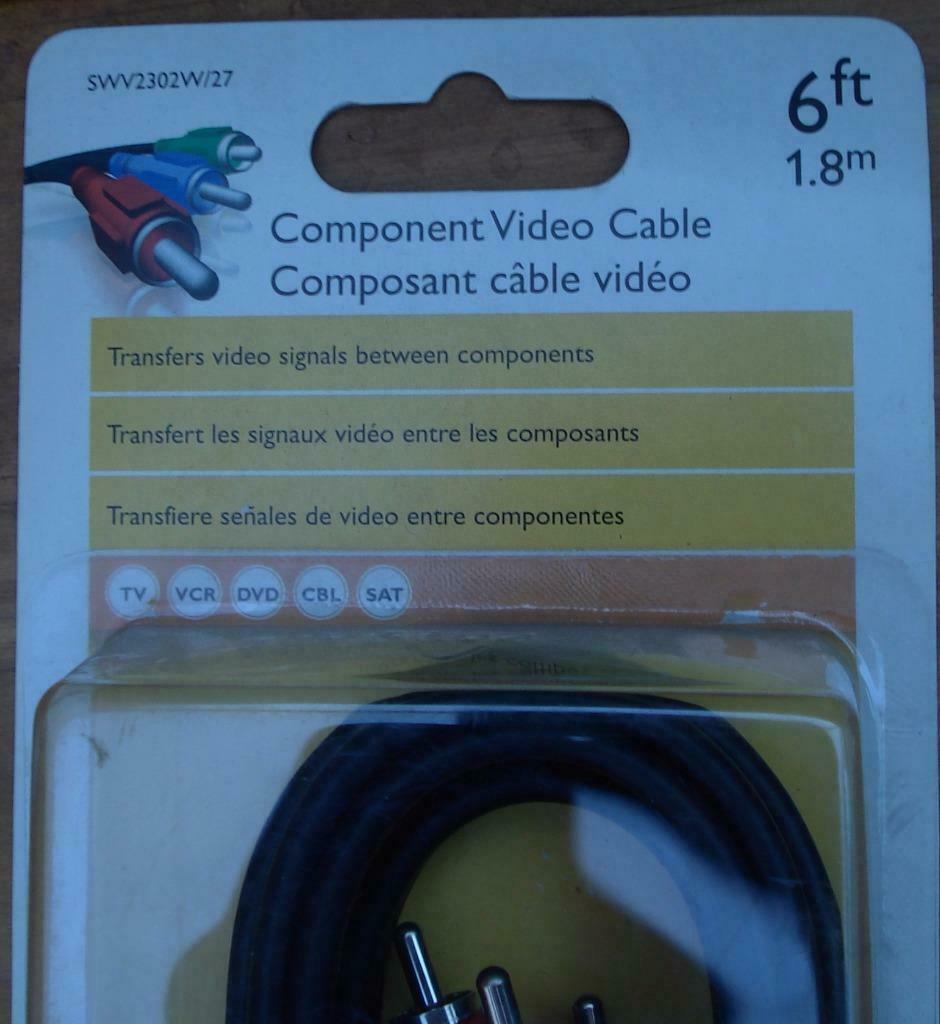 SWV2302W/27
6ft
1.8m
Component Video Cable
Composant câble vidéo
Transfers video signals between components
Transfert les signaux vidéo entre les composants
Transfiere señales de video entre componentes
TV VCR DVD CBL SAT